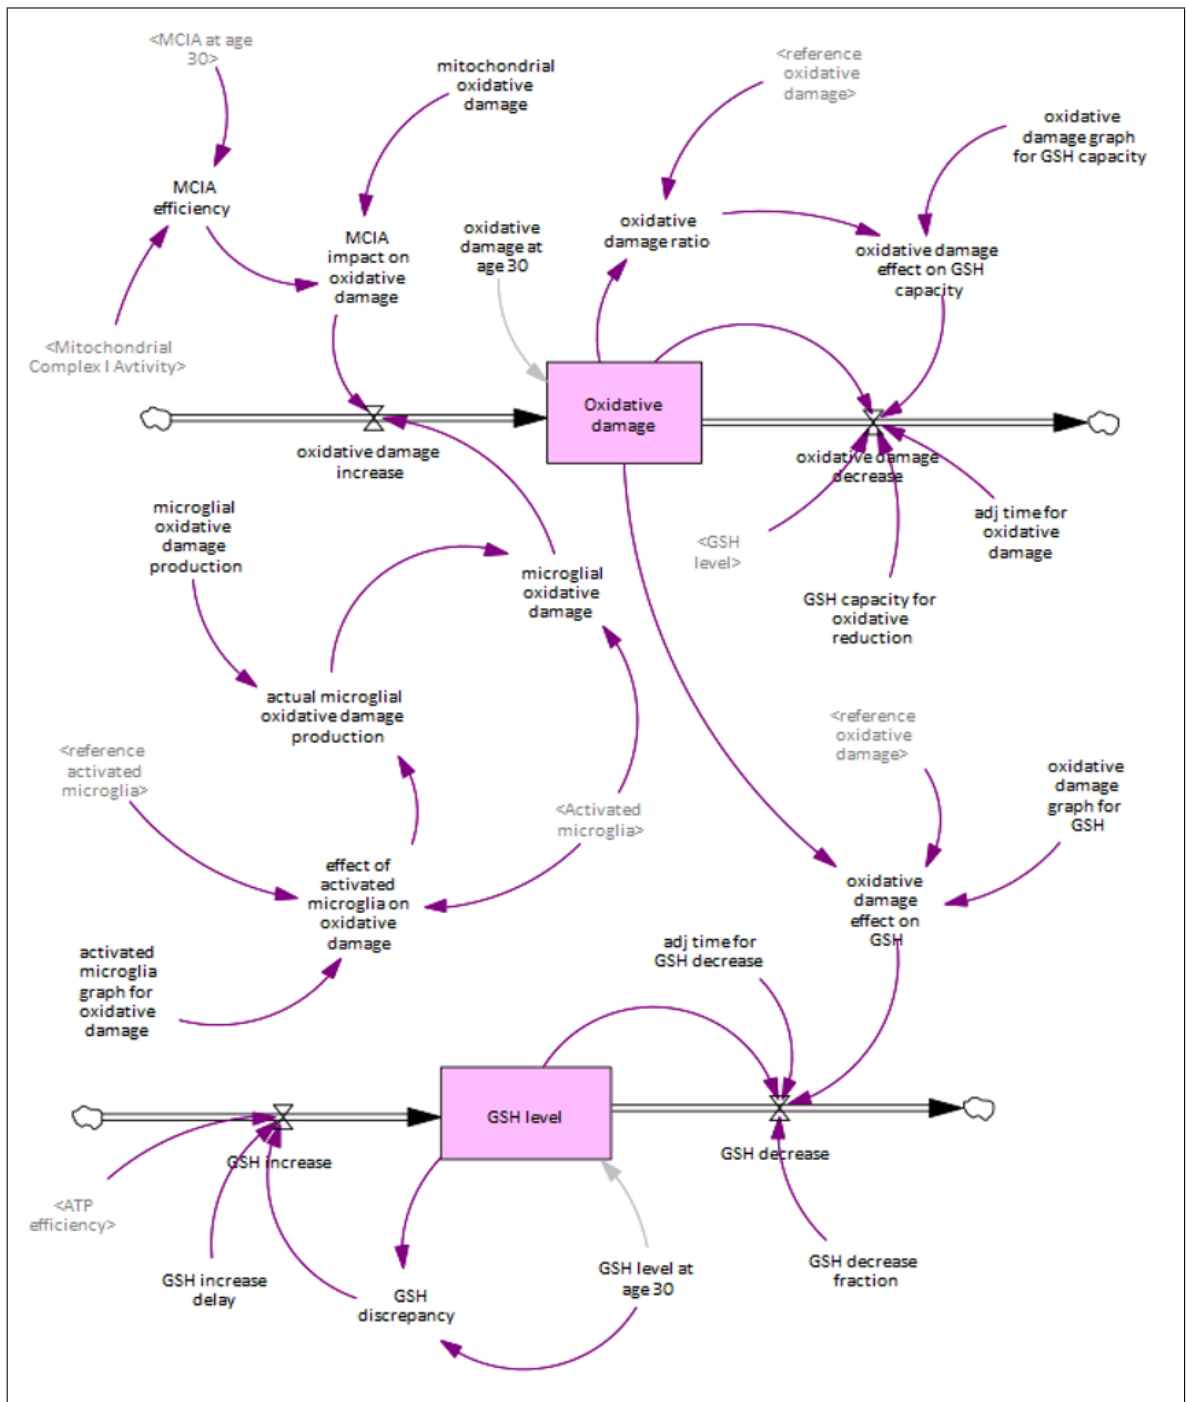 <MCIA at age
30>
mitochondrial
oxidative
damage
<reference
oxidative
damage>
oxidative
damage graph
for GSH capacity
MCIA
efficiency
MCIA
impact on
oxidative
damage
oxidative
damage at
age 30
oxidative
damage ratio
oxidative damage
effect on GSH
capacity
<Mitochondrial
Complex I Avtivity>
Oxidative
damage
oxidative damage
increase
oxidative damage
decrease
microglial
oxidative
damage
production
<GSH
level>
adj time for
oxidative
damage
microglial
oxidative
damage
GSH capacity for
oxidative
reduction
actual microglial
oxidative damage
production
<reference
activated
microglia>
<reference
oxidative
damage>
oxidative
damage
graph for
GSH
<Activated
microglia>
effect of
activated
microglia on
oxidative
damage
oxidative
damage
effect on
GSH
activated
microglia
graph for
oxidative
damage
adj time for
GSH decrease
GSH level
GSH increase
GSH decrease
<ATP
efficiency>
GSH increase
delay
GSH
discrepancy
GSH level at
age 30
GSH decrease
fraction